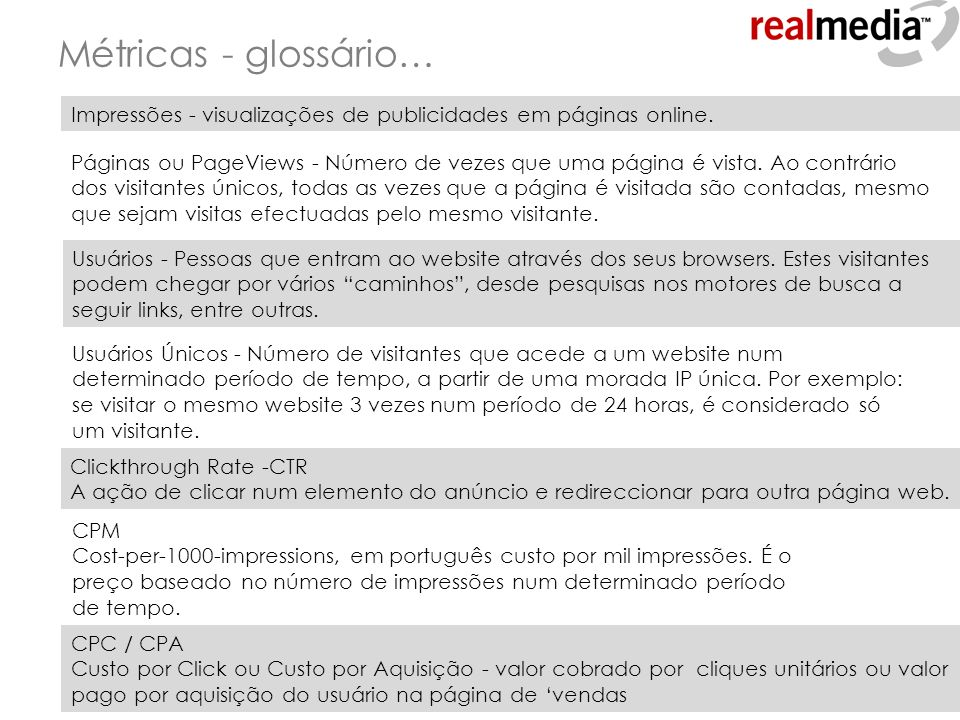 realmedia™
Métricas - glossário…
Impressões - visualizações de publicidades em páginas online.
Páginas ou PageViews - Número de vezes que uma página é vista. Ao contrário
dos visitantes únicos, todas as vezes que a página é visitada são contadas, mesmo
que sejam visitas efectuadas pelo mesmo visitante.
Usuários - Pessoas que entram ao website através dos seus browsers. Estes visitantes
podem chegar por vários “caminhos”, desde pesquisas nos motores de busca a
seguir links, entre outras.
Usuários Únicos - Número de visitantes que acede a um website num
determinado período de tempo, a partir de uma morada IP única. Por exemplo:
se visitar o mesmo website 3 vezes num período de 24 horas, é considerado só
um visitante.
Clickthrough Rate -CTR
A ação de clicar num elemento do anúncio e redireccionar para outra página web.
CPM
Cost-per-1000-impressions, em português custo por mil impressões. É o
preço baseado no número de impressões num determinado período
de tempo.
CPC / CPA
Custo por Click ou Custo por Aquisição - valor cobrado por cliques unitários ou valor
pago por aquisição do usuário na página de ‘vendas